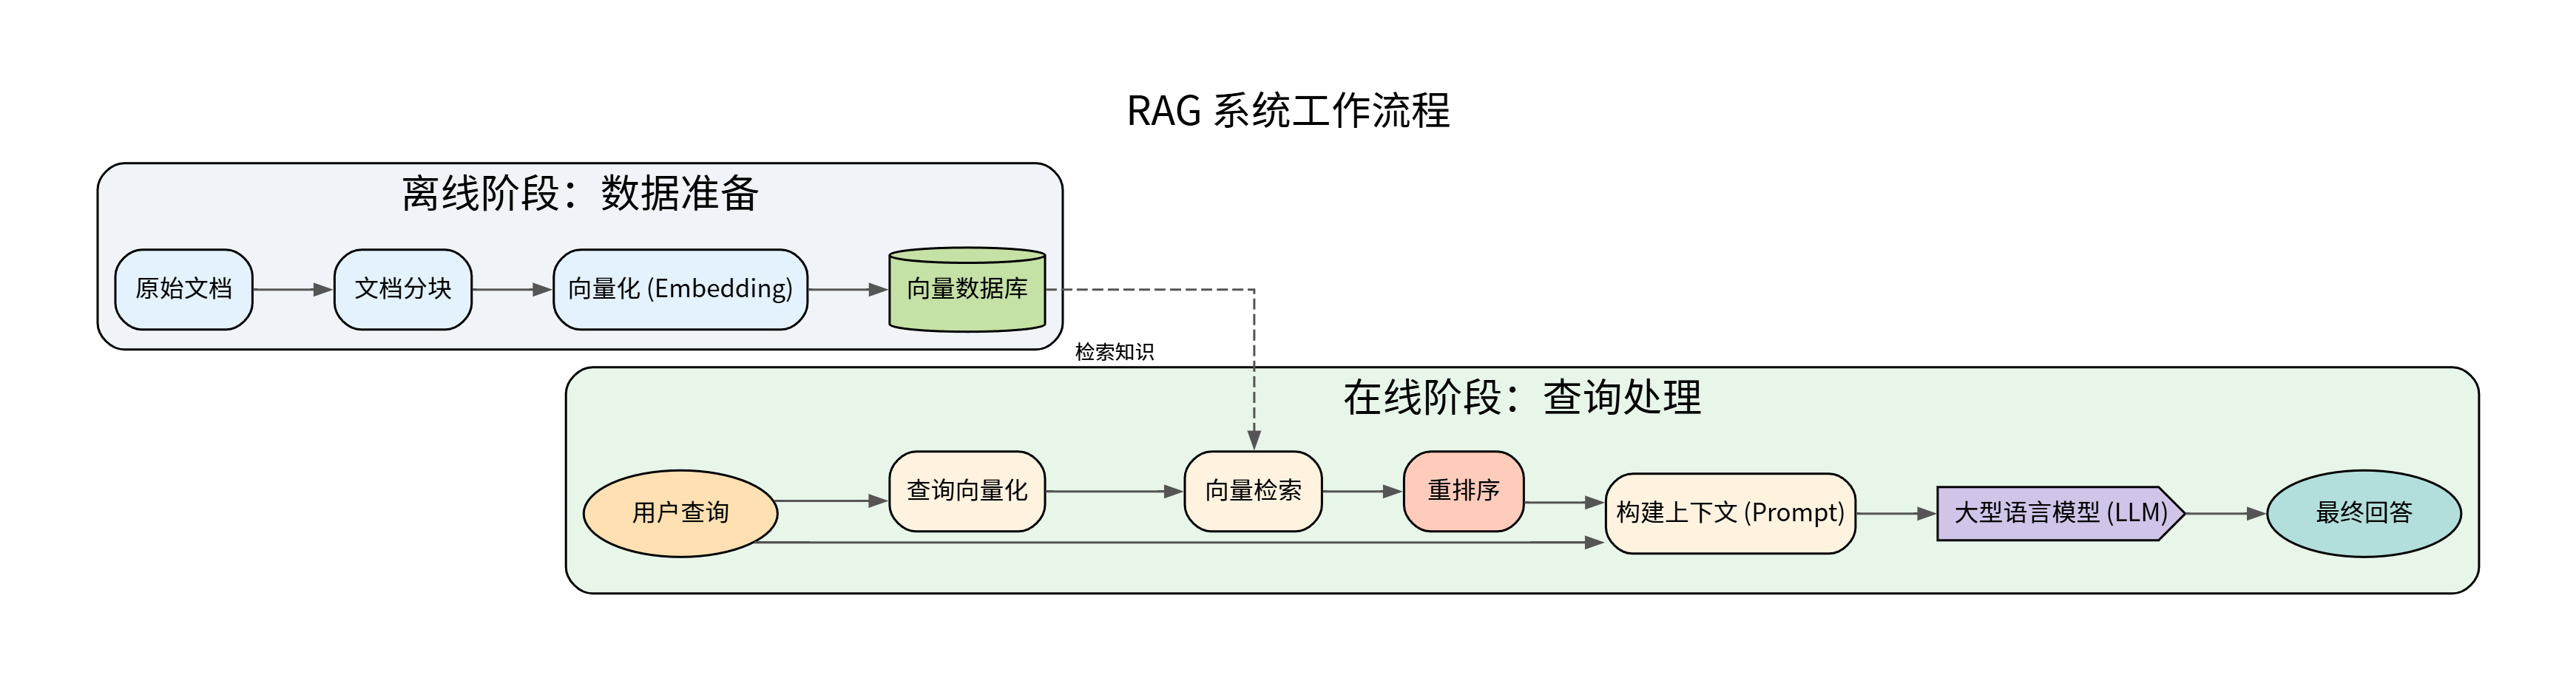 RAG 系统工作流程
离线阶段：数据准备
原始文档
文档分块
向量化 (Embedding)
向量数据库
检索知识
在线阶段：查询处理
用户查询
查询向量化
向量检索
重排序
构建上下文 (Prompt)
大型语言模型 (LLM)
最终回答